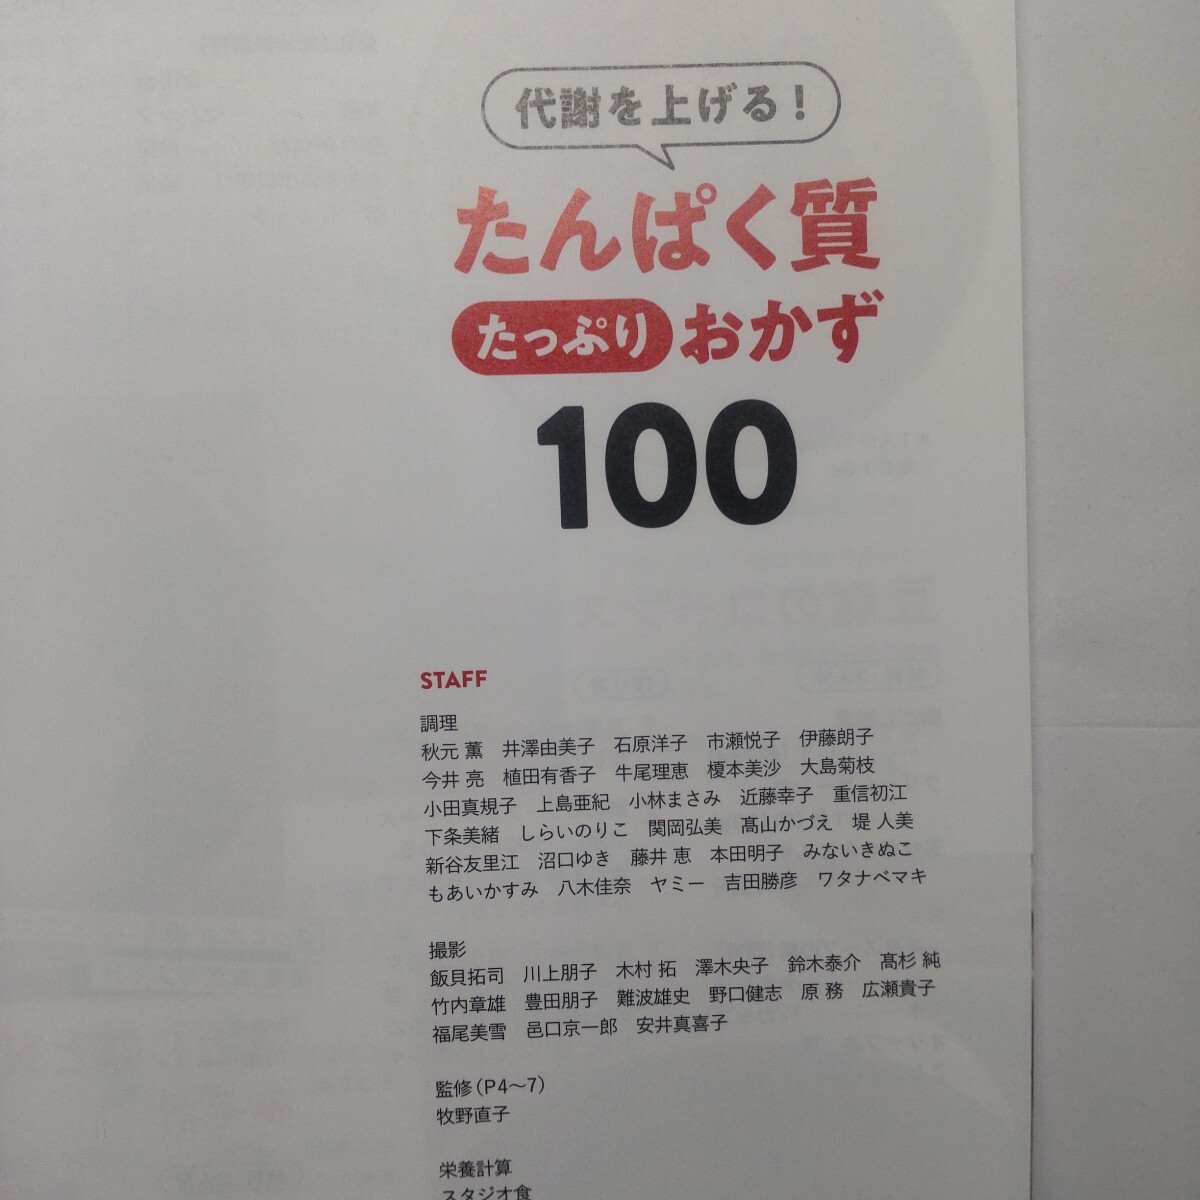 代謝を上げる!
たんぱく質
たっぷり おかず
100
STAFF
調理
秋元 薫　井澤由美子　石原洋子　市瀬悦子　伊藤朗子
今井 亮　植田有香子　牛尾理恵　榎本美沙　大島菊枝
小田真規子　上島亜紀　小林まさみ　近藤幸子　重信初江
下条美緒　しらいのりこ　関岡弘美　髙山かづえ　堤 人美
新谷友里江　沼口ゆき　藤井 恵　本田明子　みないきぬこ
もあいかすみ　八木佳奈　ヤミー　吉田勝彦　ワタナベマキ
撮影
飯貝拓司　川上朋子　木村 拓　澤木央子　鈴木泰介　髙杉 純
竹内章雄　豊田朋子　難波雄史　野口健志　原 務　広瀬貴子
福尾美雪　邑口京一郎　安井真喜子
監修(P4～7)
牧野直子
栄養計算
スタジオ食